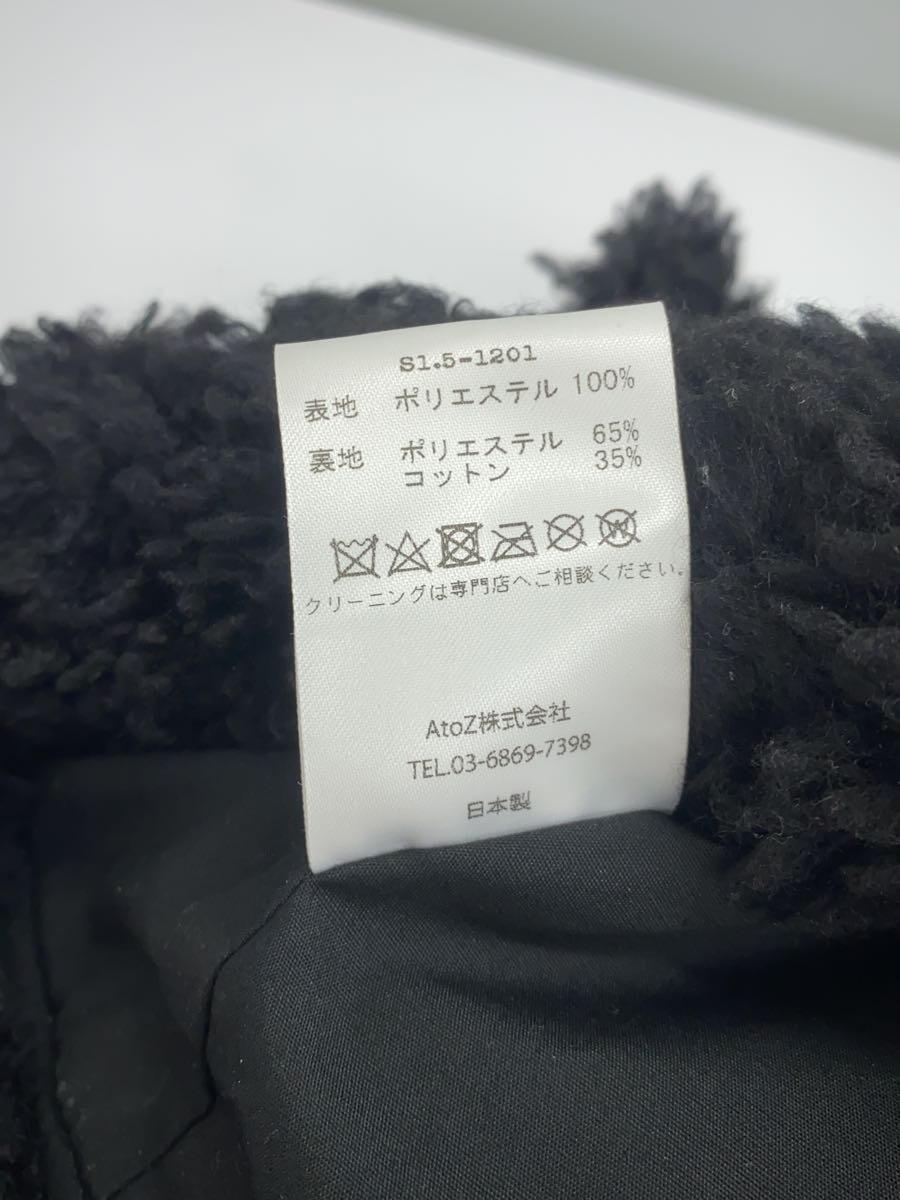 S1.5-1201
表地 ポリエステル 100%
裏地 ポリエステル 65%
コットン 35%
クリーニングは専門店へご相談ください。
AtoZ株式会社
TEL.03-6869-7398
日本製